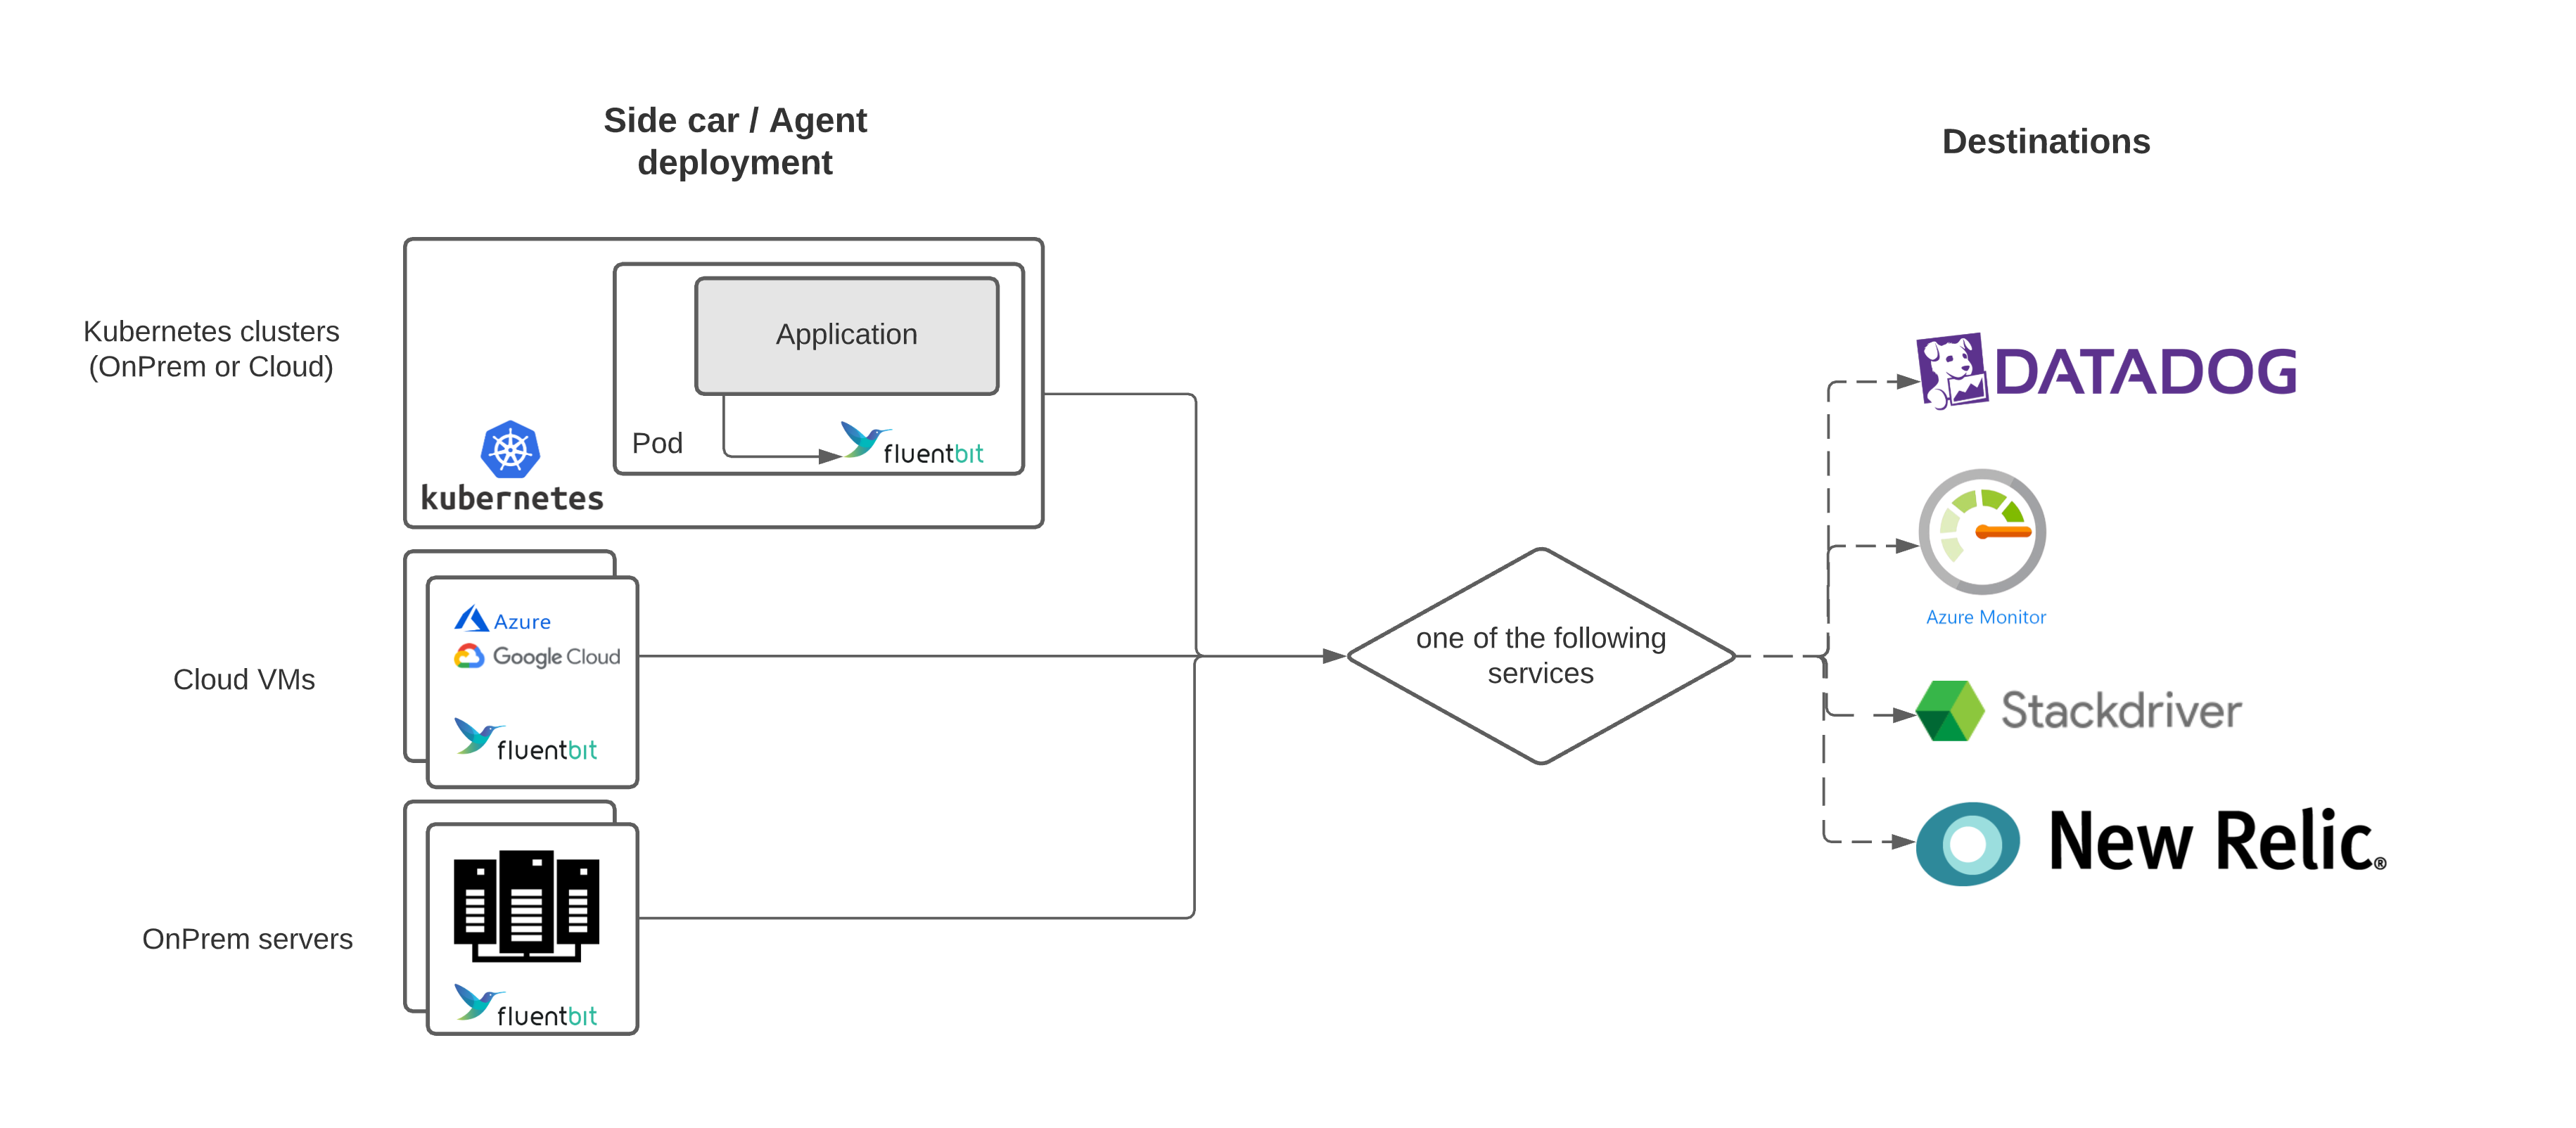 Side car / Agent
deployment
Destinations
Kubernetes clusters
(OnPrem or Cloud)
Application
Pod
fluentbit
kubernetes
Cloud VMs
Azure
Google Cloud
fluentbit
OnPrem servers
fluentbit
one of the following
services
DATADOG
Azure Monitor
Stackdriver
New Relic®